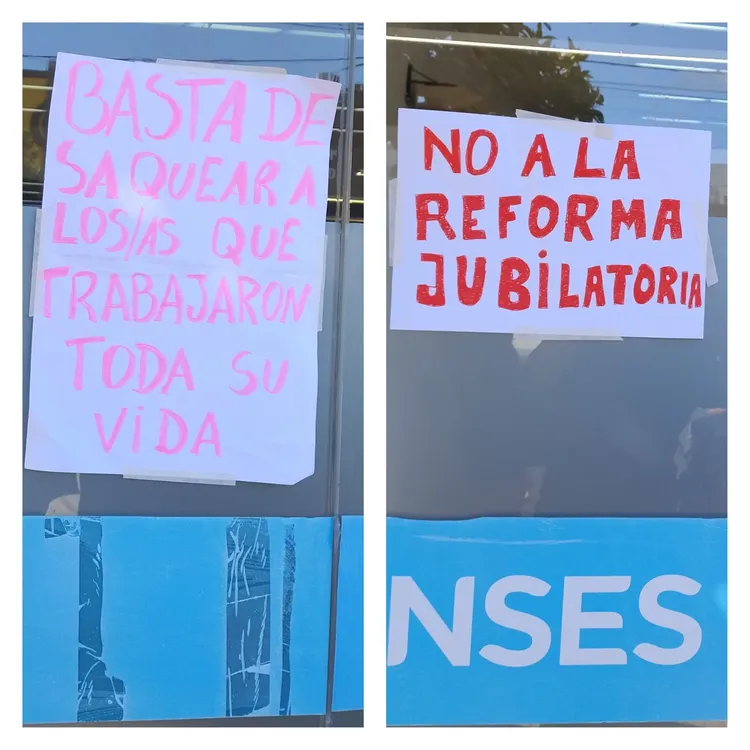 BASTA DE
SAQUEAR A
LOS/AS QUE
TRABAJARON
TODA SU
ViDA
NO A LA
REFORMA
JUBiLATORIA
NSES